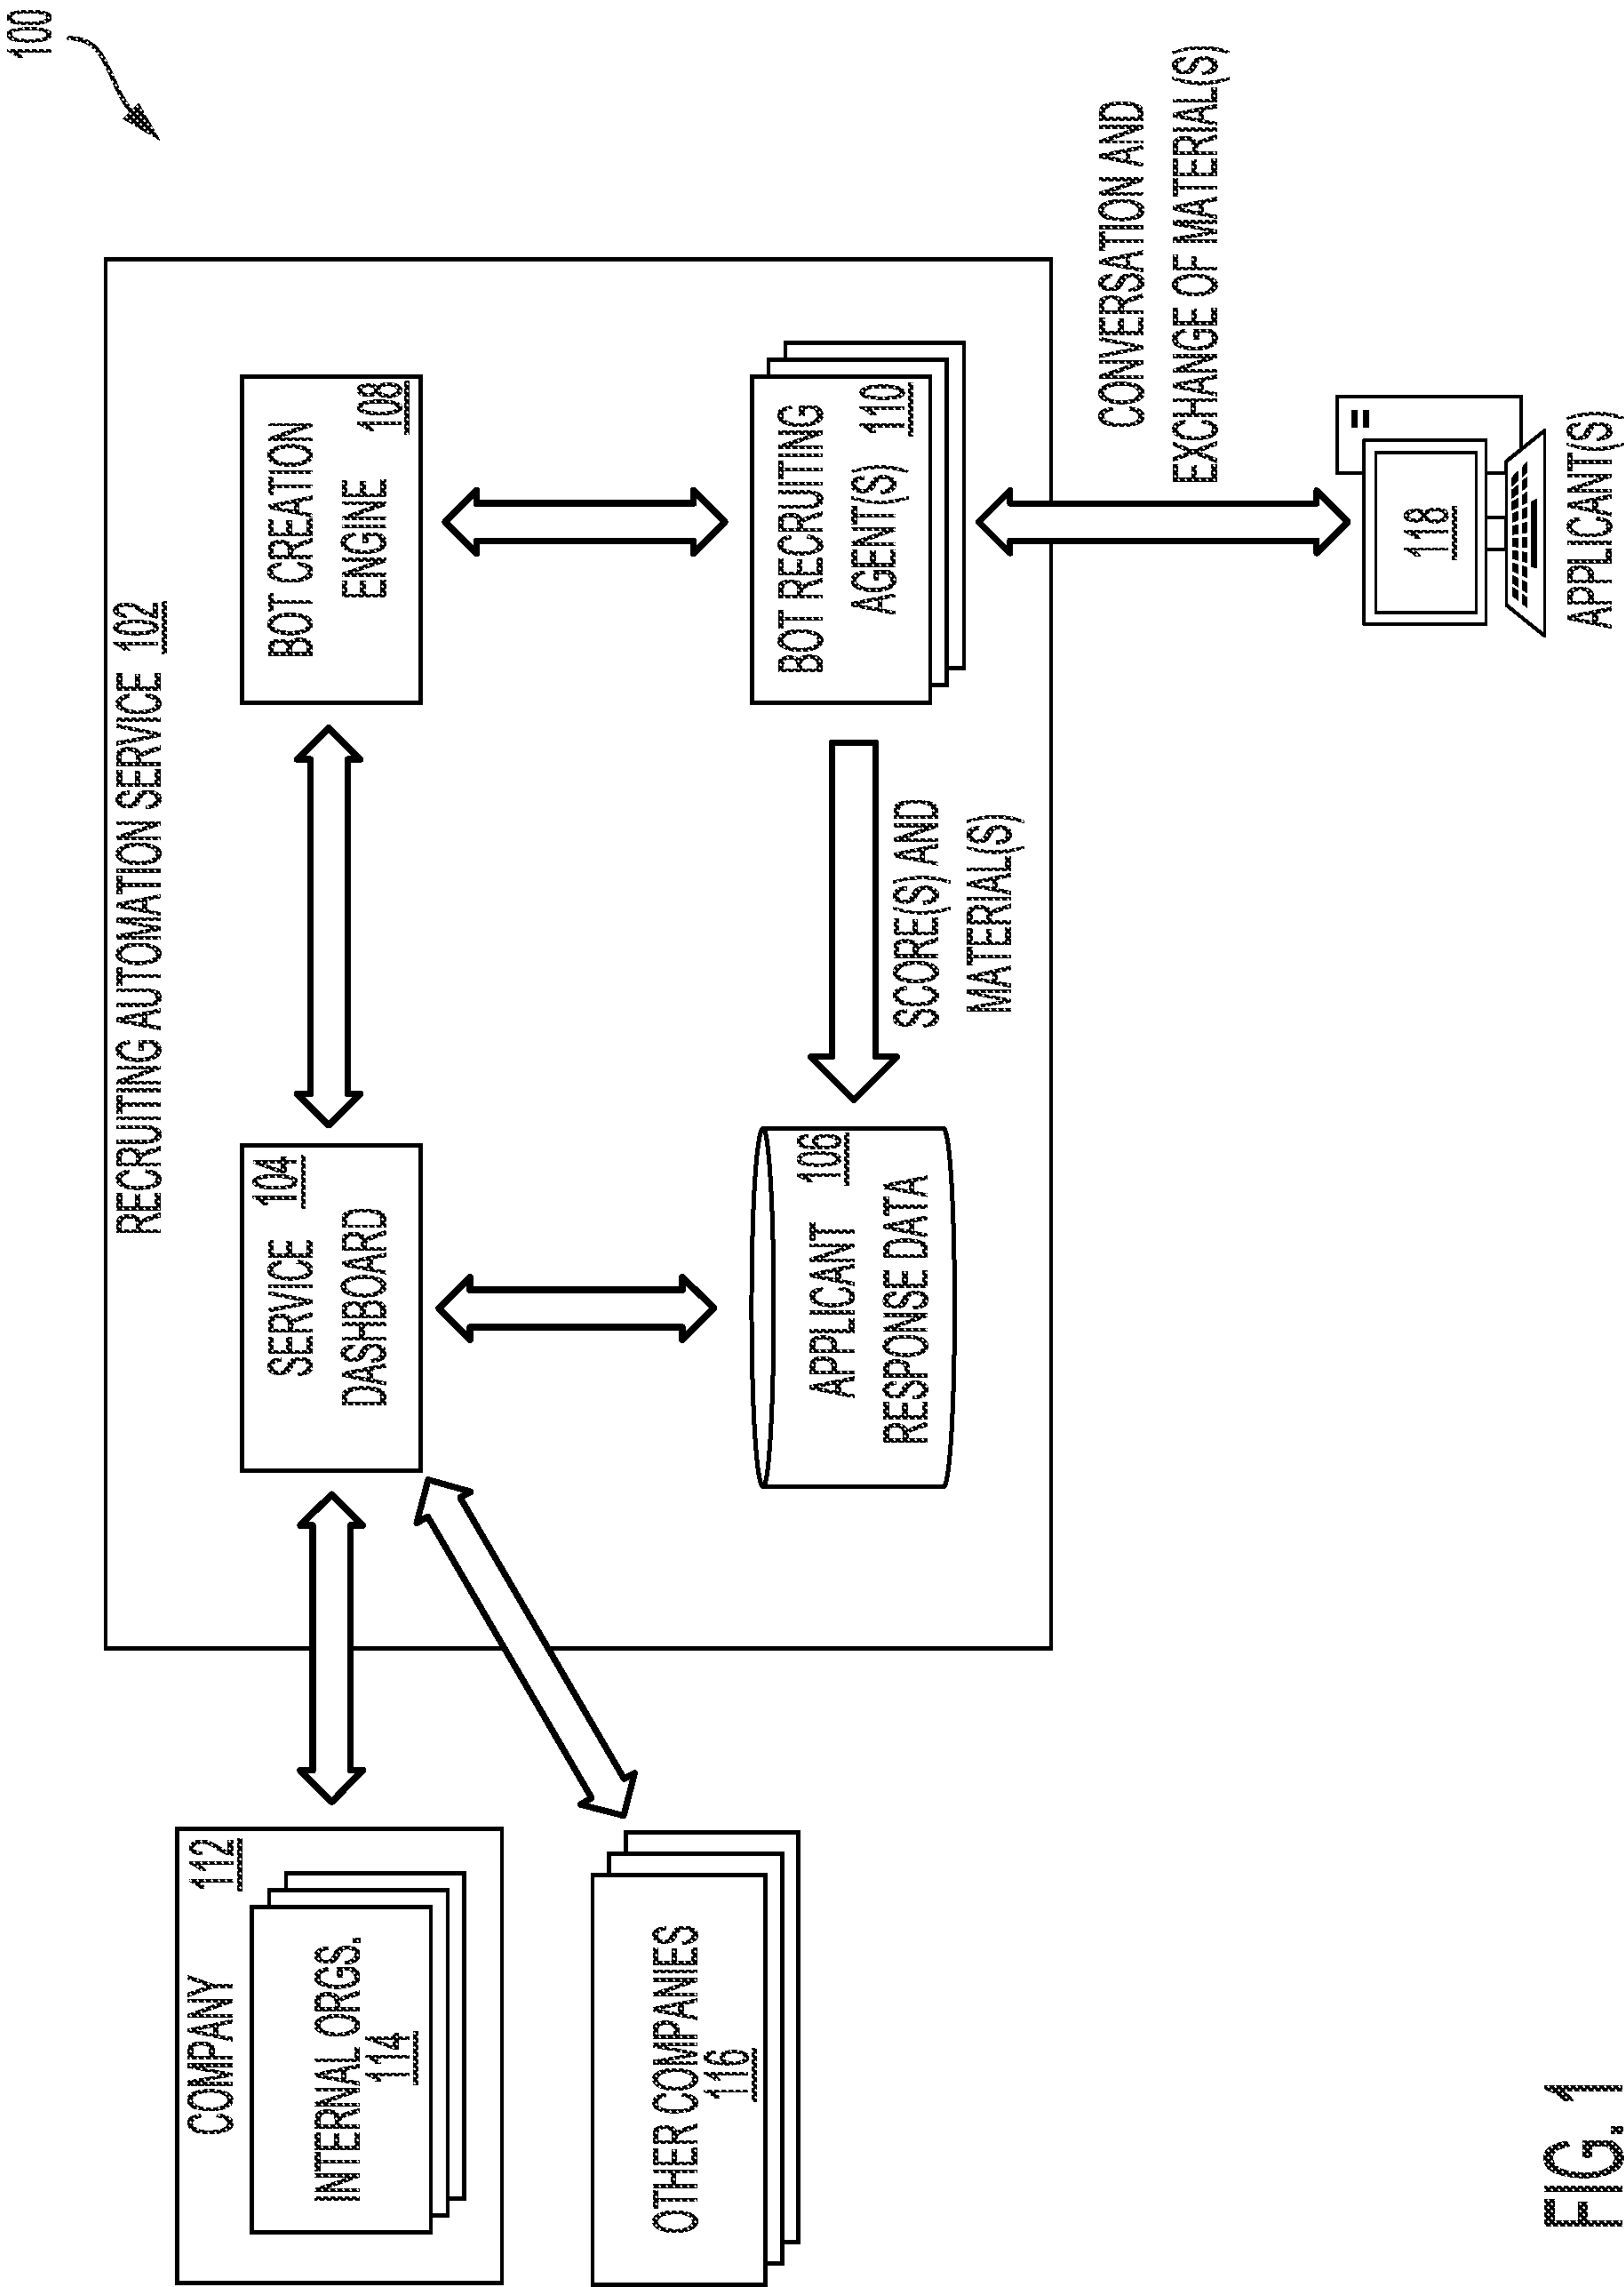 100
RECRUITING AUTOMATION SERVICE 102
COMPANY 112
INTERNAL ORGS.
114
SERVICE 104
DASHBOARD
BOT CREATION
ENGINE 108
OTHER COMPANIES
116
APPLICANT 106
RESPONSE DATA
SCORE(S) AND
MATERIAL(S)
BOT RECRUITING
AGENT(S) 110
CONVERSATION AND
EXCHANGE OF MATERIAL(S)
118
APPLICANT(S)
FIG. 1